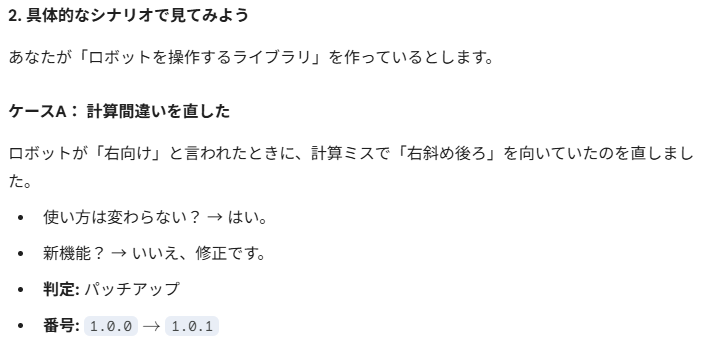 2. 具体的なシナリオで見てみよう
あなたが「ロボットを操作するライブラリ」を作っているとします。
ケースA： 計算間違いを直した
ロボットが「右向け」と言われたときに、計算ミスで「右斜め後ろ」を向いていたのを直しまし
た。
• 使い方は変わらない？ → はい。
• 新機能？ → いいえ、修正です。
• 判定: パッチアップ
• 番号: 1.0.0 → 1.0.1